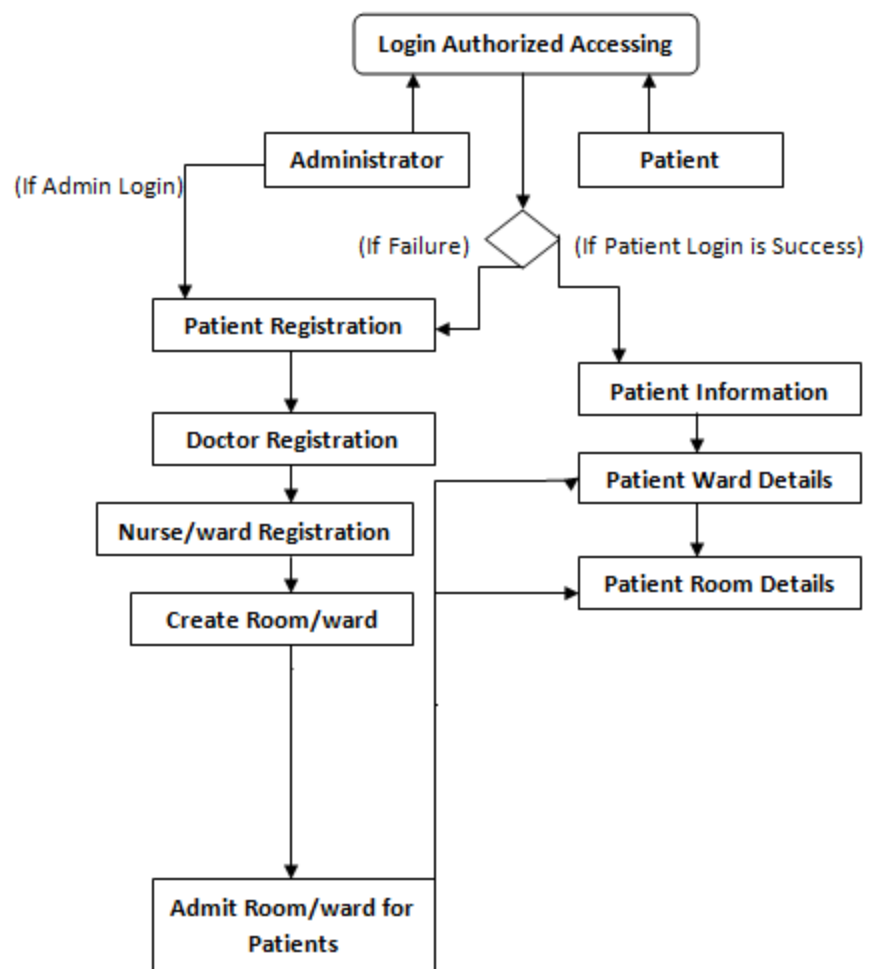 Login Authorized Accessing
Administrator
Patient
(If Admin Login)
(If Failure)
(If Patient Login is Success)
Patient Registration
Patient Information
Doctor Registration
Patient Ward Details
Nurse/ward Registration
Patient Room Details
Create Room/ward
Admit Room/ward for
Patients